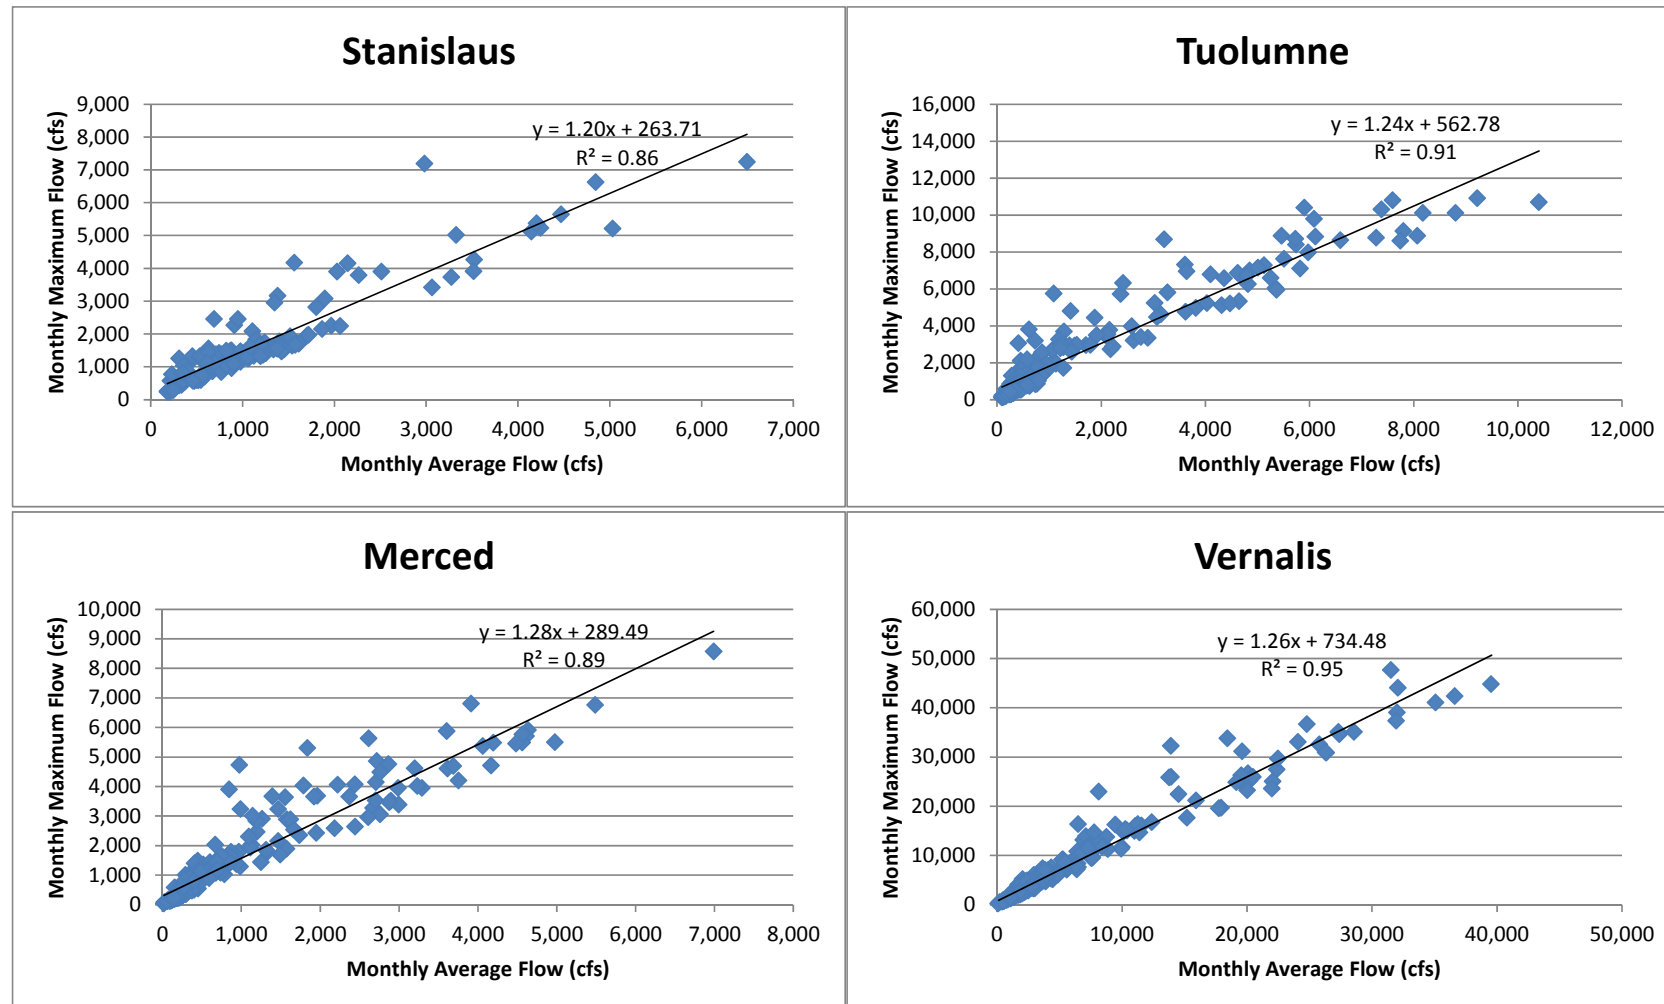 Stanislaus
Monthly Maximum Flow (cfs)
9,000
8,000
7,000
6,000
5,000
4,000
3,000
2,000
1,000
0
y = 1.20x + 263.71
R² = 0.86
0 1,000 2,000 3,000 4,000 5,000 6,000 7,000
Monthly Average Flow (cfs)
Tuolumne
Monthly Maximum Flow (cfs)
16,000
14,000
12,000
10,000
8,000
6,000
4,000
2,000
0
y = 1.24x + 562.78
R² = 0.91
0 2,000 4,000 6,000 8,000 10,000 12,000
Monthly Average Flow (cfs)
Merced
Monthly Maximum Flow (cfs)
10,000
9,000
8,000
7,000
6,000
5,000
4,000
3,000
2,000
1,000
0
y = 1.28x + 289.49
R² = 0.89
0 1,000 2,000 3,000 4,000 5,000 6,000 7,000 8,000
Monthly Average Flow (cfs)
Vernalis
Monthly Maximum Flow (cfs)
60,000
50,000
40,000
30,000
20,000
10,000
0
y = 1.26x + 734.48
R² = 0.95
0 10,000 20,000 30,000 40,000 50,000
Monthly Average Flow (cfs)